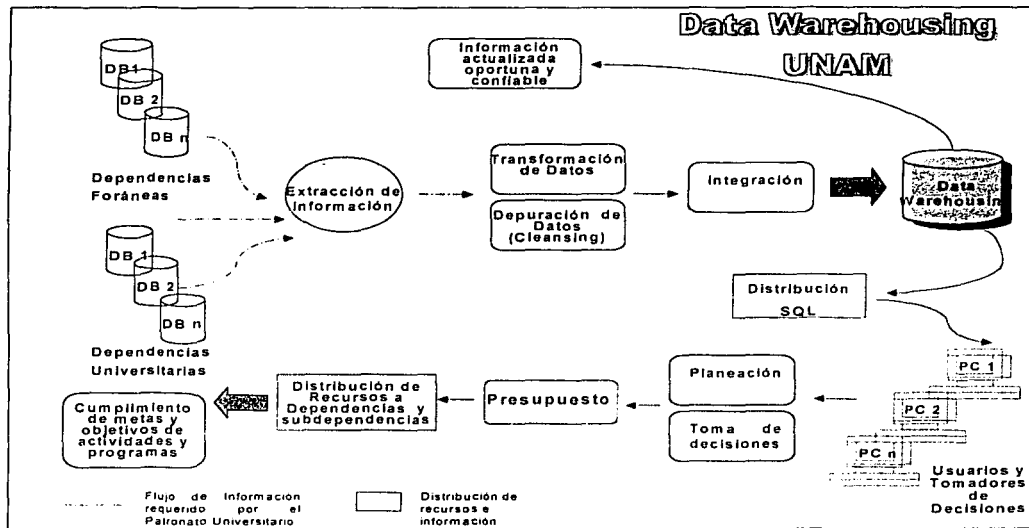 Data Warehousing
UNAM
DB1
DB 2
DB n
Dependencias
Foráneas
Información
actualizada
oportuna y
confiable
Extracción de
Información
Transformación
de Datos
Depuración de
Datos
(Cleansing)
Integración
Data
Warehousin
DB 1
DB 2
DB n
Dependencias
Universitarias
Distribución
SQL
PC 1
PC 2
PC n
Usuarios y
Tomadores
de
Decisiones
Planeación
Toma de
decisiones
Presupuesto
Distribución de
Recursos a
Dependencias y
subdependencias
Cumplimiento
de metas y
objetivos de
actividades y
programas
Flujo de Información
requerido por el
Patronato Universitario
Distribución de
recursos e
información